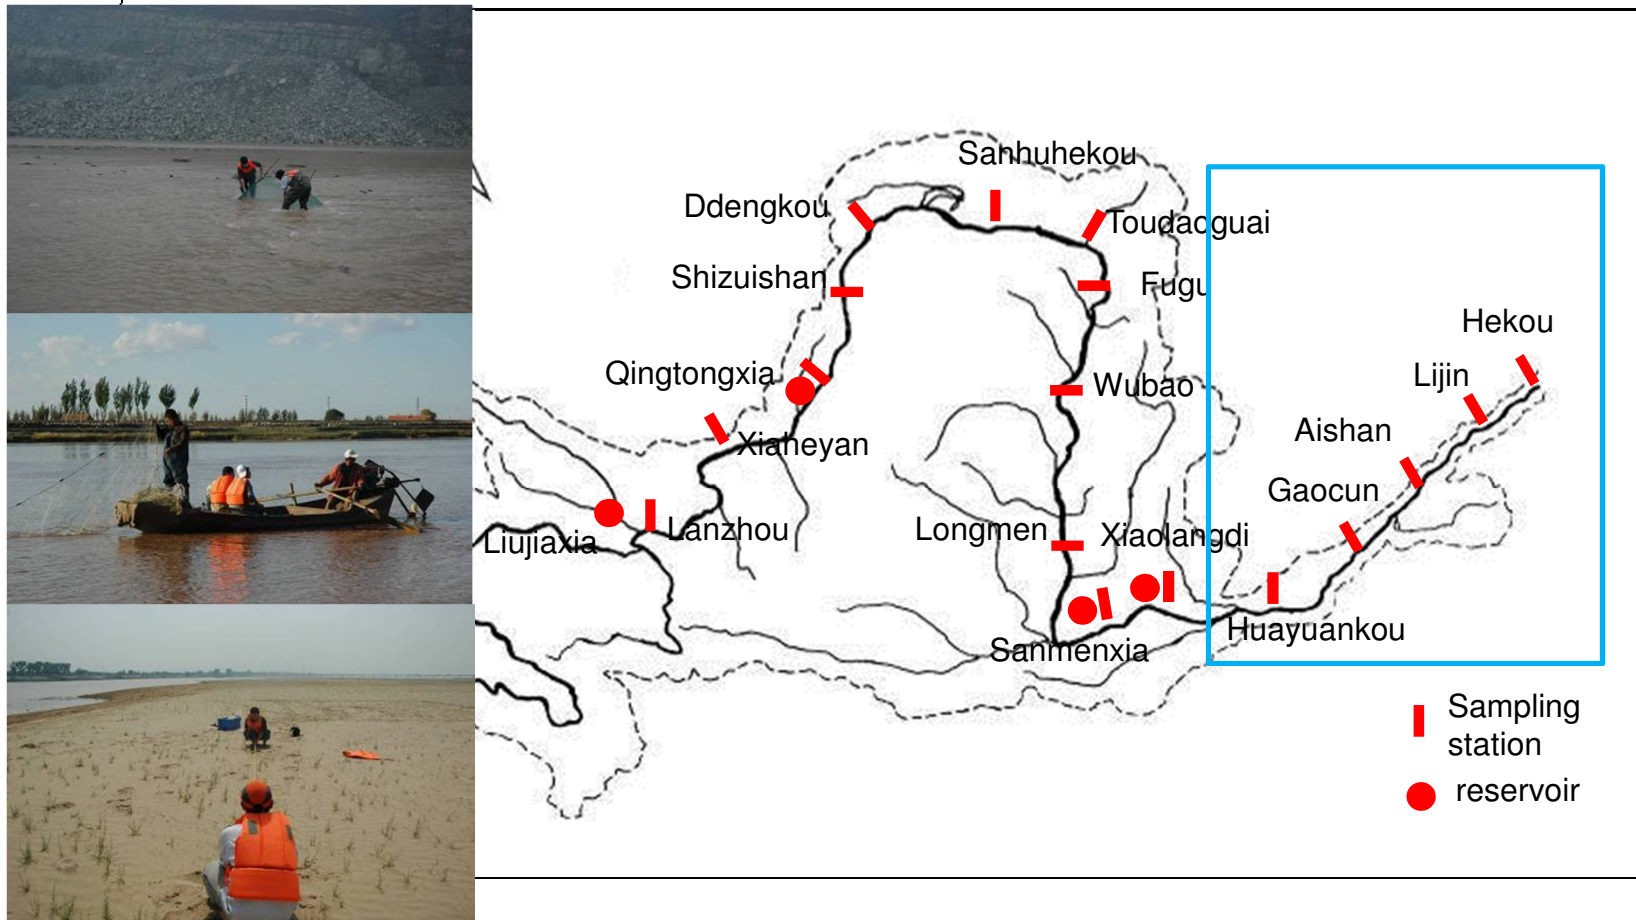 Sanhuhekou
Ddengkou
Toudaoguai
Shizuishan
Fugu
Hekou
Qingtongxia
Wubao
Lijin
Aishan
Xiaheyan
Gaocun
Liujiaxia
Lanzhou
Longmen
Xiaolangdi
Huayuankou
Sanmenxia
Sampling
station
reservoir